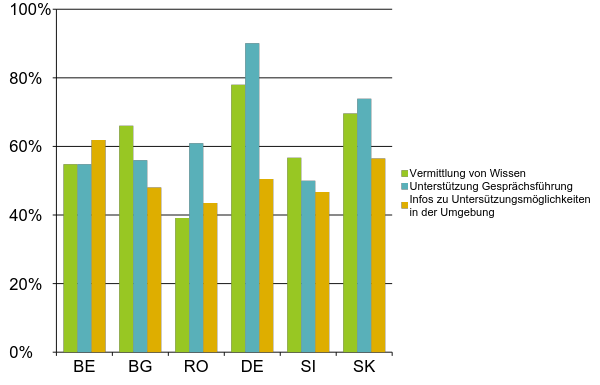 100%
80%
60%
40%
20%
0%
BE BG RO DE SI SK
Vermittlung von Wissen
Unterstützung Gesprächsführung
Infos zu Untersützungsmöglichkeiten
in der Umgebung